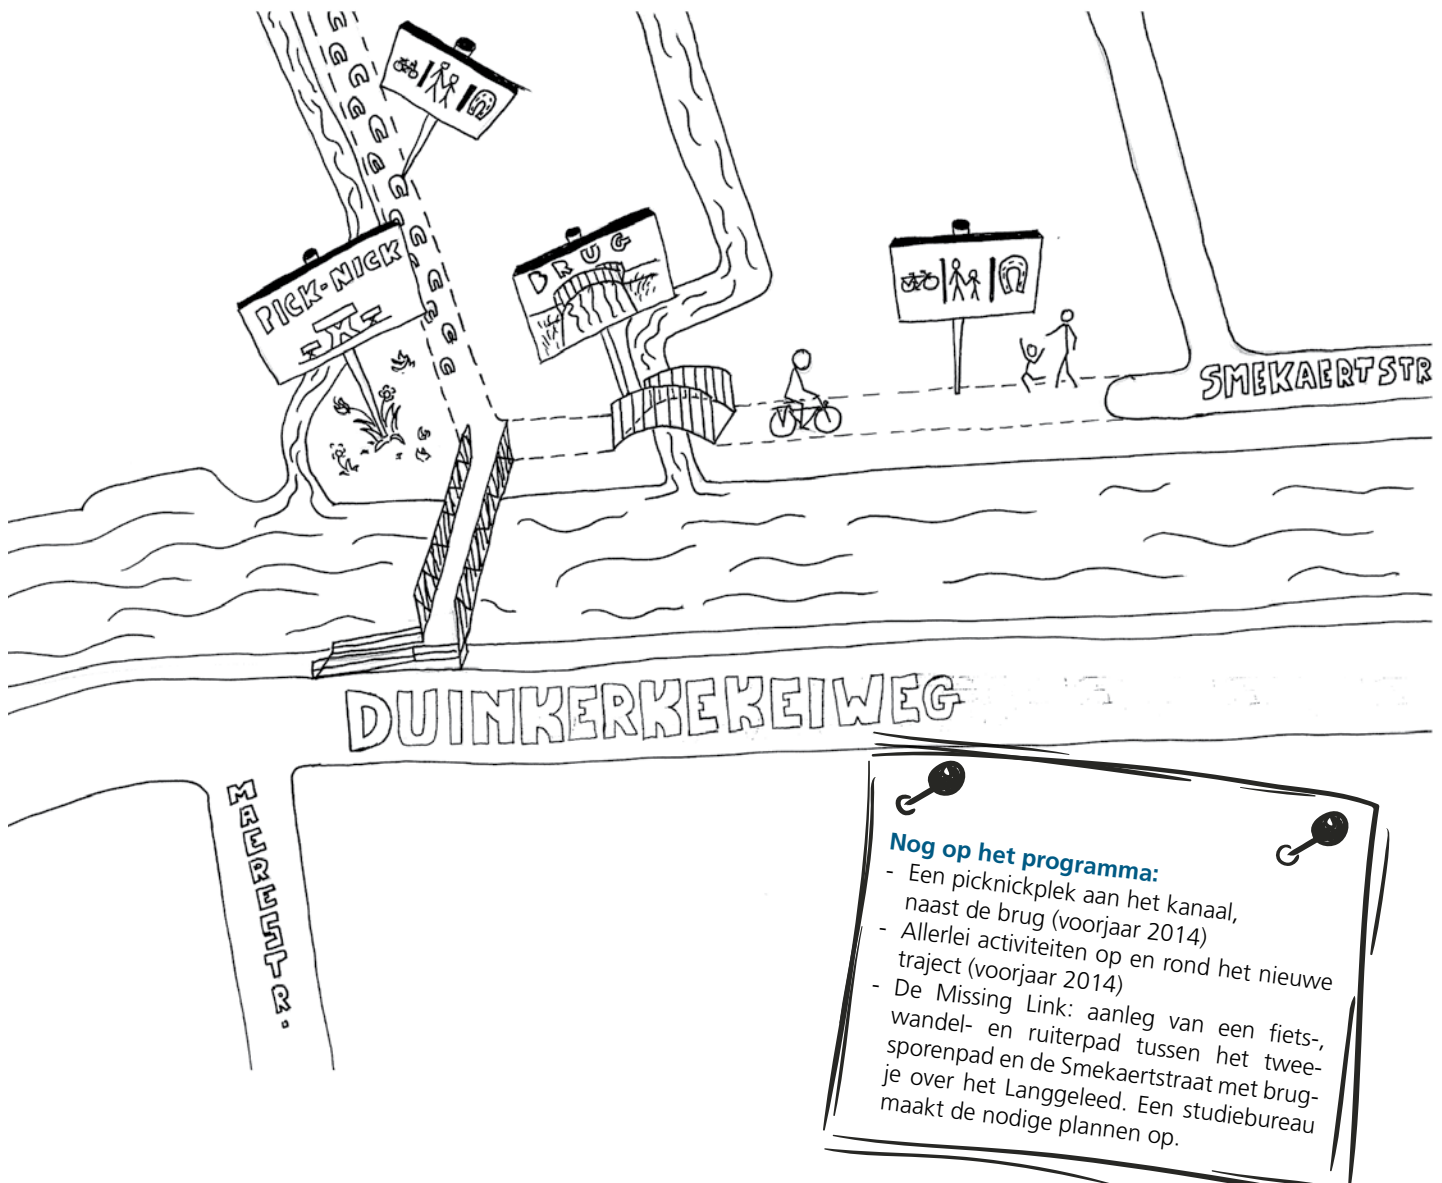 PICK-NICK
BRUG
SMEKAERTSTR
DUINKERKEKEIWEG
MAERESTR.
Nog op het programma:
- Een picknickplek aan het kanaal,
naast de brug (voorjaar 2014)
- Allerlei activiteiten op en rond het nieuwe
traject (voorjaar 2014)
- De Missing Link: aanleg van een fiets-,
wandel- en ruiterpad tussen het twee-
sporenpad en de Smekaertstraat met brug-
je over het Langgeleed. Een studiebureau
maakt de nodige plannen op.